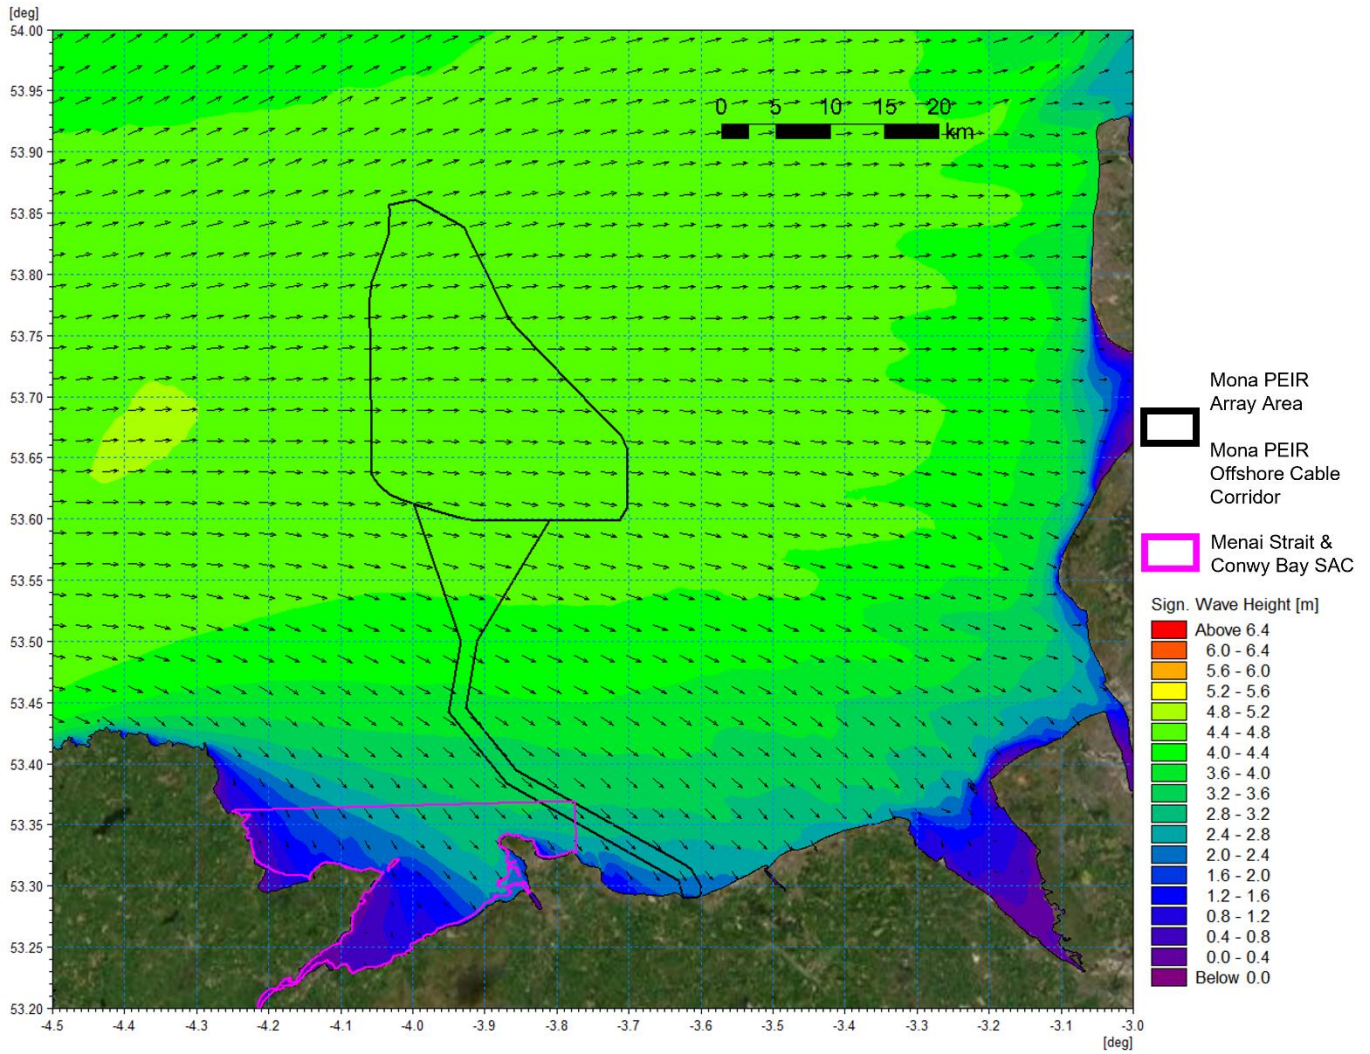 [deg]
54.00
53.95
53.90
53.85
53.80
53.75
53.70
53.65
53.60
53.55
53.50
53.45
53.40
53.35
53.30
53.25
53.20
-4.5 -4.4 -4.3 -4.2 -4.1 -4.0 -3.9 -3.8 -3.7 -3.6 -3.5 -3.4 -3.3 -3.2 -3.1 -3.0
[deg]
0 5 10 15 20
km
Mona PEIR
Array Area
Mona PEIR
Offshore Cable
Corridor
Menai Strait &
Conwy Bay SAC
Sign. Wave Height [m]
Above 6.4
6.0 - 6.4
5.6 - 6.0
5.2 - 5.6
4.8 - 5.2
4.4 - 4.8
4.0 - 4.4
3.6 - 4.0
3.2 - 3.6
2.8 - 3.2
2.4 - 2.8
2.0 - 2.4
1.6 - 2.0
1.2 - 1.6
0.8 - 1.2
0.4 - 0.8
0.0 - 0.4
Below 0.0